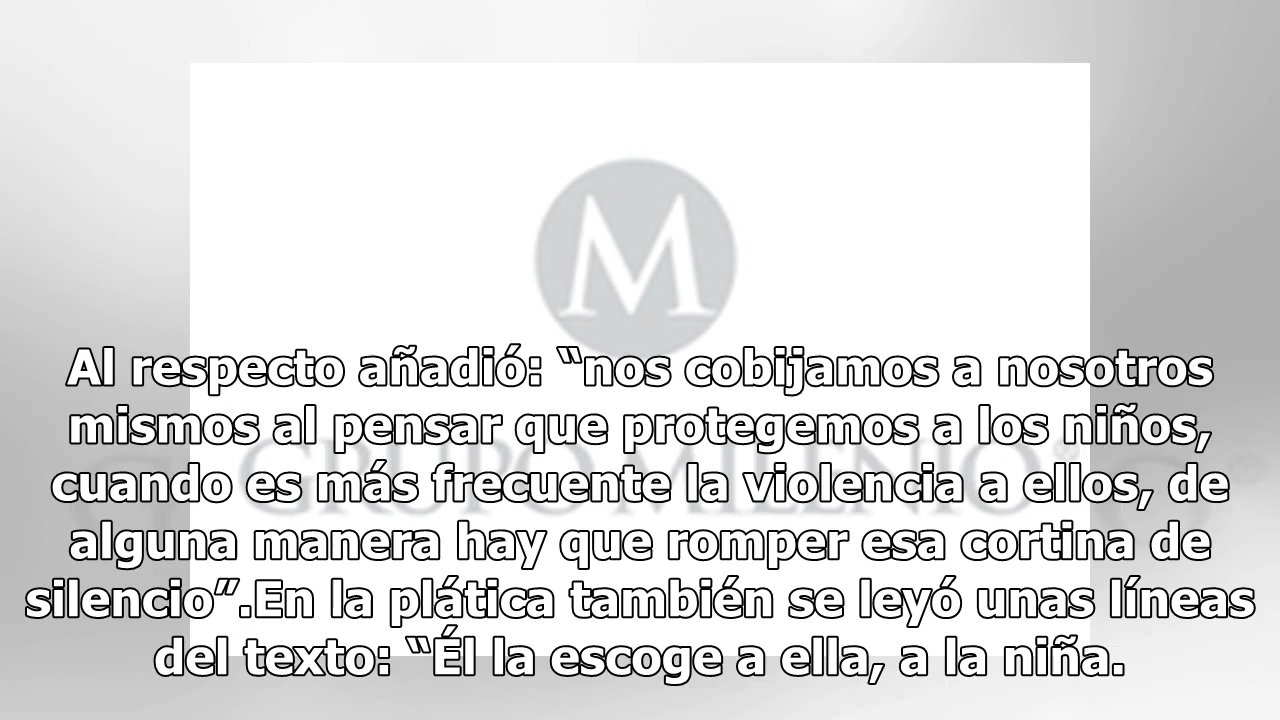 M
GRUPO MILENIO
Al respecto añadió: “nos cobijamos a nosotros
mismos al pensar que protegemos a los niños,
cuando es más frecuente la violencia a ellos, de
alguna manera hay que romper esa cortina de
silencio”.En la plática también se leyó unas líneas
del texto: “Él la escoge a ella, a la niña.